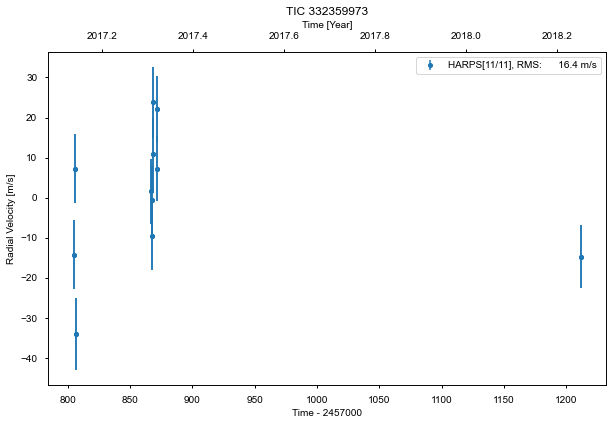 TIC 332359973
Time [Year]
2017.2 2017.4 2017.6 2017.8 2018.0 2018.2
HARPS[11/11], RMS: 16.4 m/s
30
20
10
0
−10
−20
−30
−40
Radial Velocity [m/s]
800 850 900 950 1000 1050 1100 1150 1200
Time - 2457000